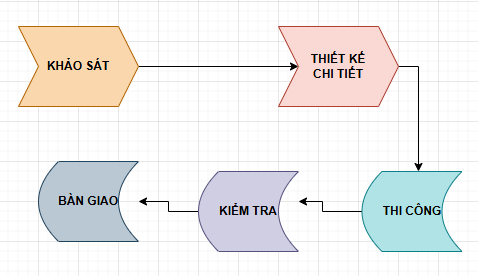 KHẢO SÁT
THIẾT KẾ
CHI TIẾT
THI CÔNG
KIỂM TRA
BÀN GIAO